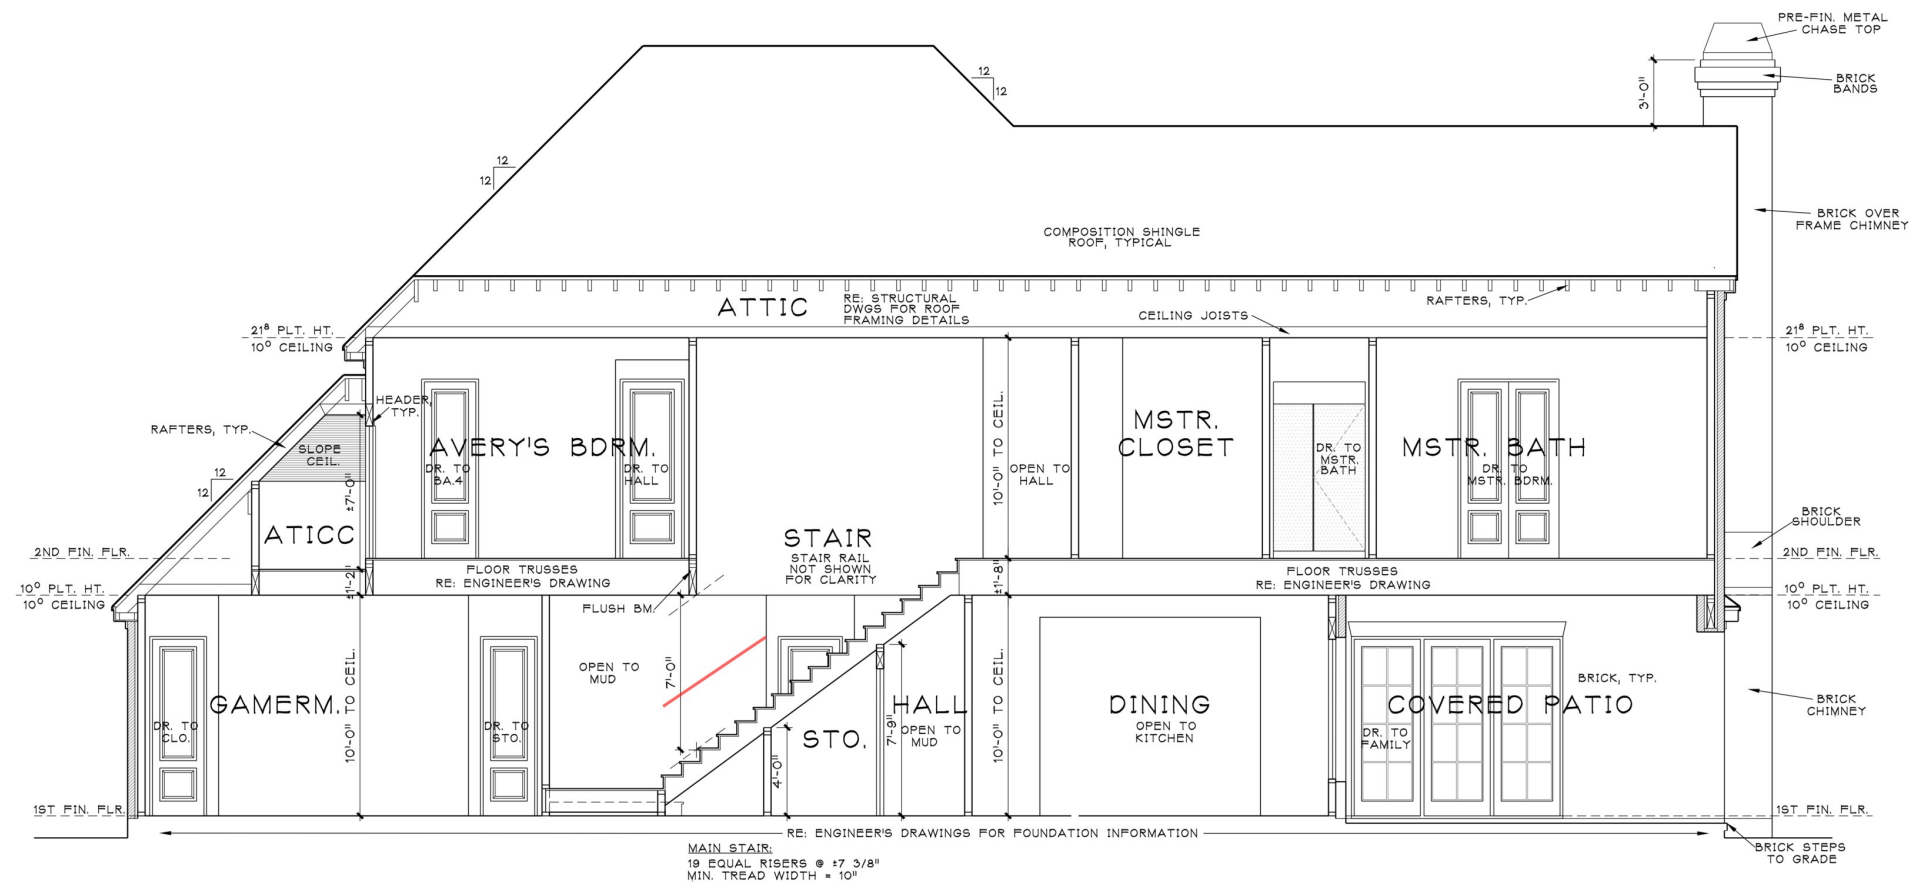 PRE-FIN. METAL
CHASE TOP
BRICK
BANDS
3'-0"
12
12
12
12
BRICK OVER
FRAME CHIMNEY
COMPOSITION SHINGLE
ROOF, TYPICAL
ATTIC
RE: STRUCTURAL
DWGS FOR ROOF
FRAMING DETAILS
RAFTERS, TYP.
CEILING JOISTS
21⁸ PLT. HT.
10⁰ CEILING
21⁸ PLT. HT.
10⁰ CEILING
HEADER,
TYP.
RAFTERS, TYP.
SLOPE
CEIL.
12
12
±7'-0"
AVERY'S BDRM.
DR. TO
BA.4
DR. TO
HALL
10'-0" TO CEIL.
OPEN TO
HALL
MSTR.
CLOSET
DR. TO
MSTR.
BATH
MSTR. BATH
DR. TO
MSTR. BDRM.
ATICC
STAIR
STAIR RAIL
NOT SHOWN
FOR CLARITY
BRICK
SHOULDER
2ND FIN. FLR.
2ND FIN. FLR.
±1'-2"
FLOOR TRUSSES
RE: ENGINEER'S DRAWING
±1'-8"
FLOOR TRUSSES
RE: ENGINEER'S DRAWING
10⁰ PLT. HT.
10⁰ CEILING
10⁰ PLT. HT.
10⁰ CEILING
FLUSH BM.
GAMERM.
DR. TO
CLO.
10'-0" TO CEIL.
DR. TO
STO.
OPEN TO
MUD
7'-0"
4'-0"
STO.
7'-9"
HALL
OPEN TO
MUD
10'-0" TO CEIL.
DINING
OPEN TO
KITCHEN
BRICK, TYP.
COVERED PATIO
DR. TO
FAMILY
BRICK
CHIMNEY
1ST FIN. FLR.
1ST FIN. FLR.
RE: ENGINEER'S DRAWINGS FOR FOUNDATION INFORMATION
BRICK STEPS
TO GRADE
MAIN STAIR:
19 EQUAL RISERS @ ±7 3/8"
MIN. TREAD WIDTH = 10"